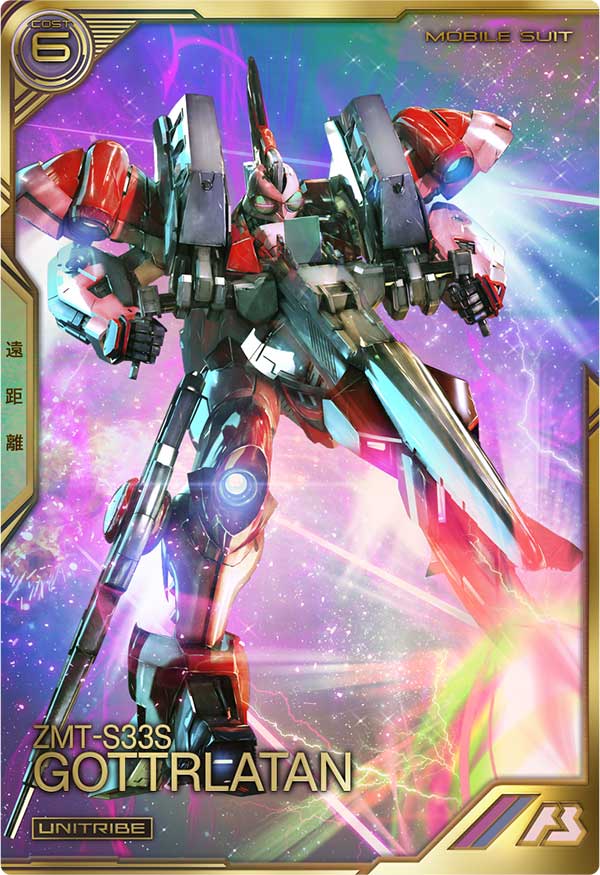 COST
6
MOBILE SUIT
遠距離
ZMT-S33S
GOTTRLATAN
UNITRIBE